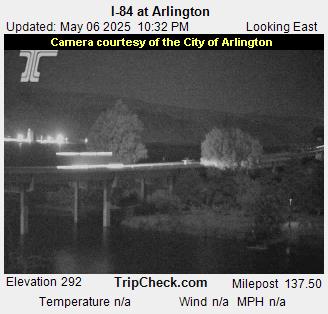 I-84 at Arlington
Updated: May 06 2025 10:32 PM Looking East
Camera courtesy of the City of Arlington
Elevation 292 TripCheck.com Milepost 137.50
Temperature n/a Wind n/a MPH n/a